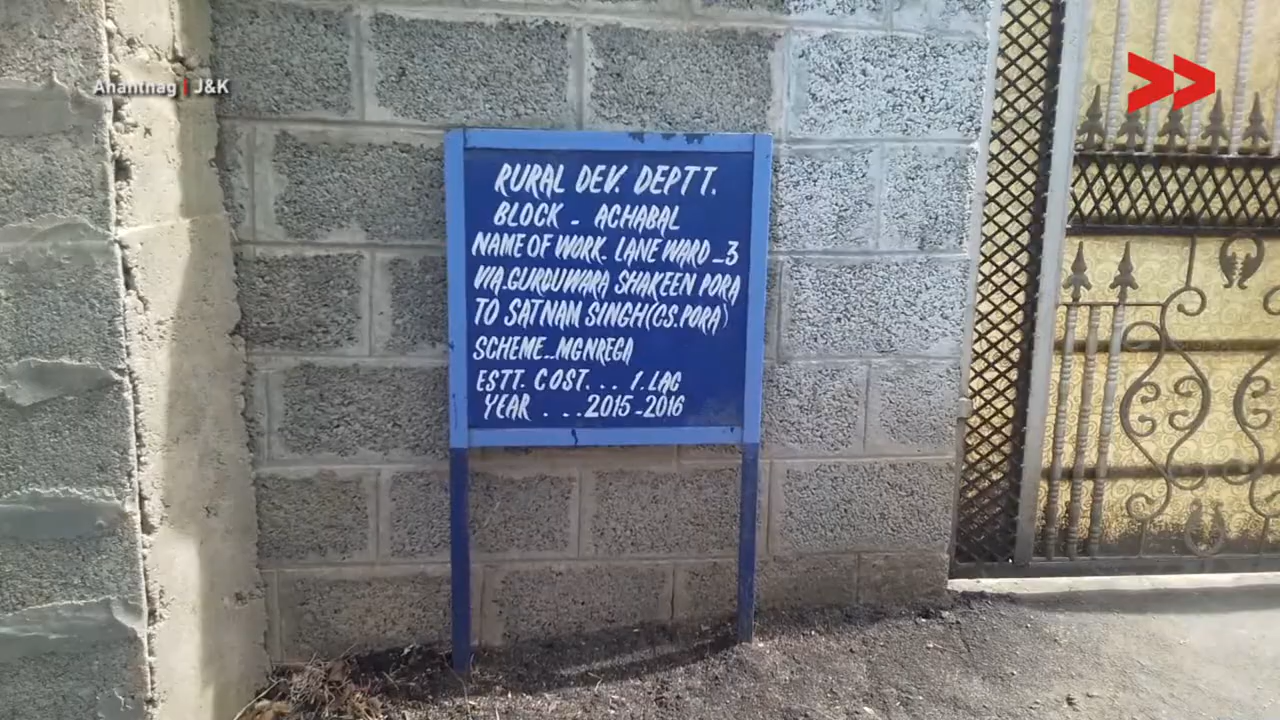 Anantnag | J&K
RURAL DEV. DEPTT.
BLOCK - ACHABAL
NAME OF WORK. LANE WARD - 3
VIA. GURDUWARA SHAKEEN PORA
TO SATNAM SINGH (CS. PORA)
SCHEME... MGNREGA
ESTT. COST... 1. LAC
YEAR ... 2015-2016